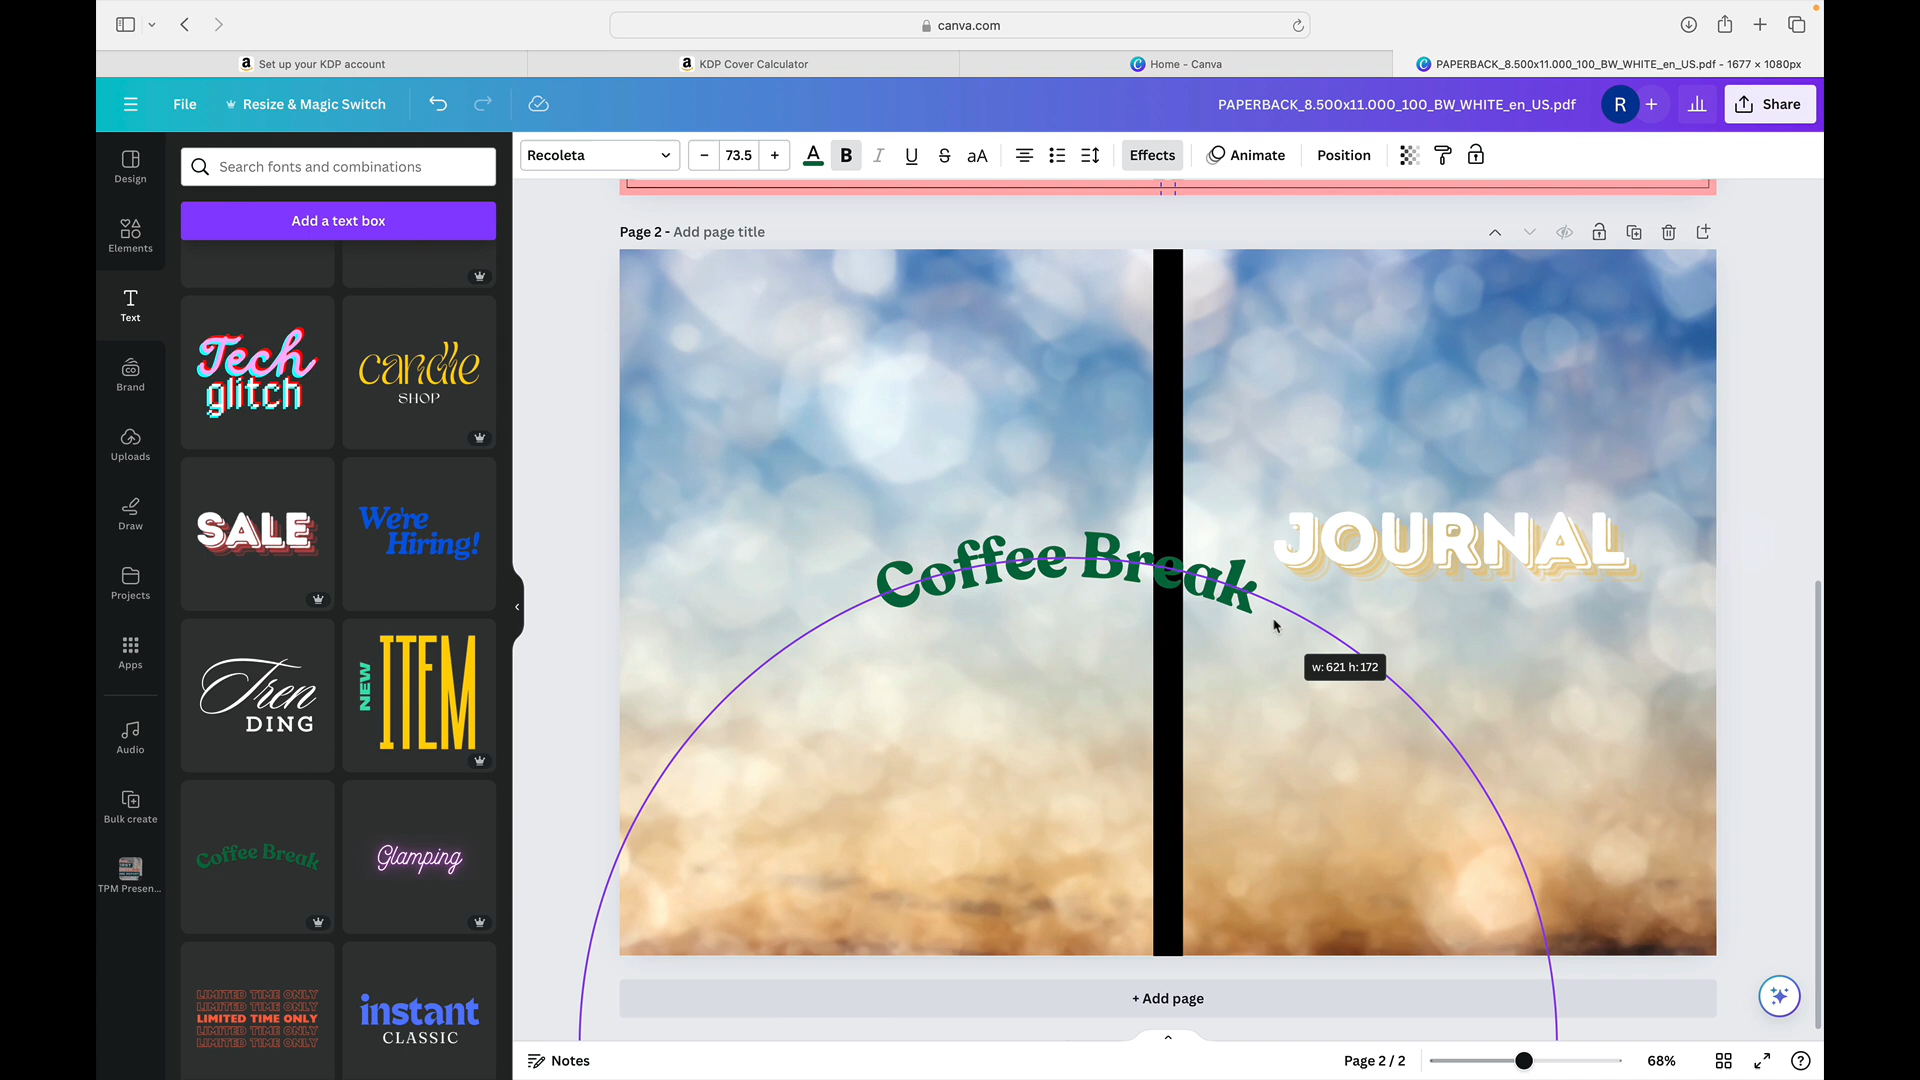 canva.com
Set up your KDP account
KDP Cover Calculator
Home - Canva
PAPERBACK_8.500x11.000_100_BW_WHITE_en_US.pdf - 1677 × 1080px
File
Resize & Magic Switch
PAPERBACK_8.500x11.000_100_BW_WHITE_en_US.pdf
R
Share
Recoleta
73.5
A
B
I
U
S
aA
Effects
Animate
Position
Design
Elements
Text
Brand
Uploads
Draw
Projects
Apps
Audio
Bulk create
TPM Presen...
Search fonts and combinations
Add a text box
Tech
glitch
candle
SHOP
SALE
We're
Hiring!
Tren
DING
NEW
ITEM
Coffee Break
Glamping
LIMITED TIME ONLY
LIMITED TIME ONLY
LIMITED TIME ONLY
LIMITED TIME ONLY
LIMITED TIME ONLY
instant
CLASSIC
Page 2 - Add page title
Coffee Break
JOURNAL
w: 621 h: 172
+ Add page
Notes
Page 2 / 2
68%